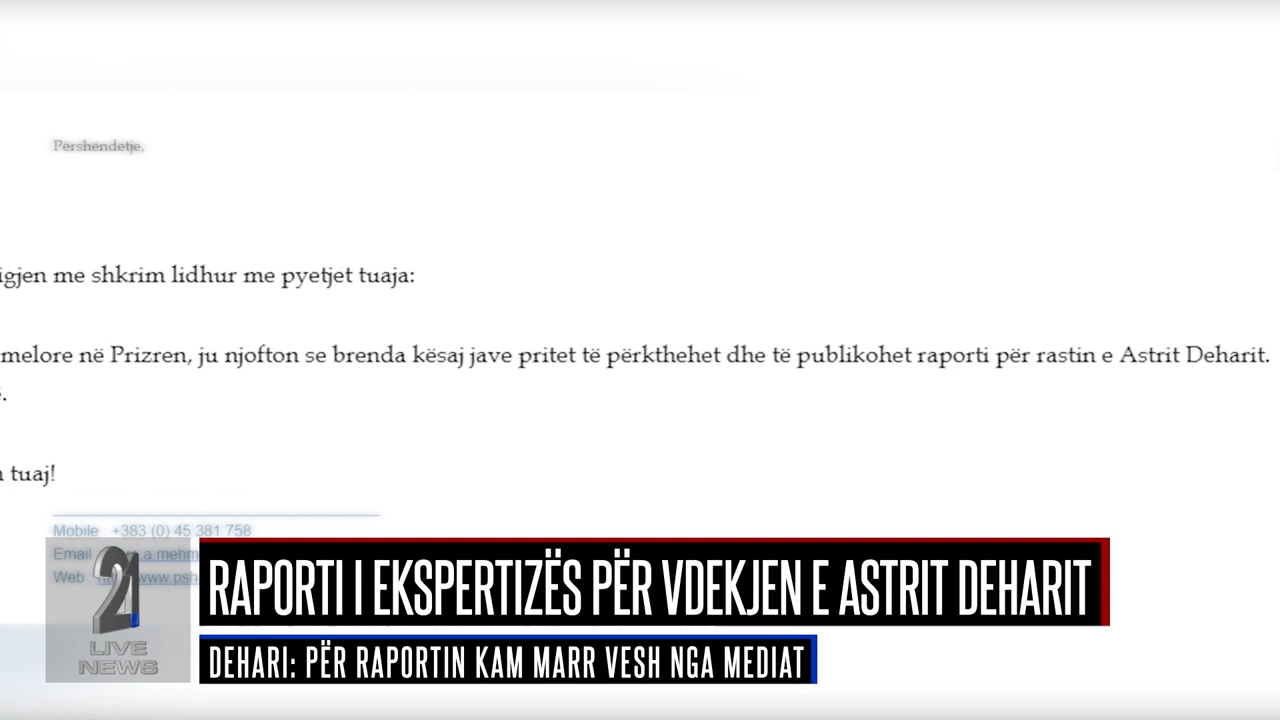 Përshëndetje,
igjen me shkrim lidhur me pyetjet tuaja:
melore në Prizren, ju njofton se brenda kësaj jave pritet të përkthehet dhe të publikohet raporti për rastin e Astrit Deharit.
tuaj!
Mobile : +383 (0) 45 381 758
Email
Web
21
LIVE
NEWS
RAPORTI I EKSPERTIZËS PËR VDEKJEN E ASTRIT DEHARIT
DEHARI: PËR RAPORTIN KAM MARR VESH NGA MEDIAT